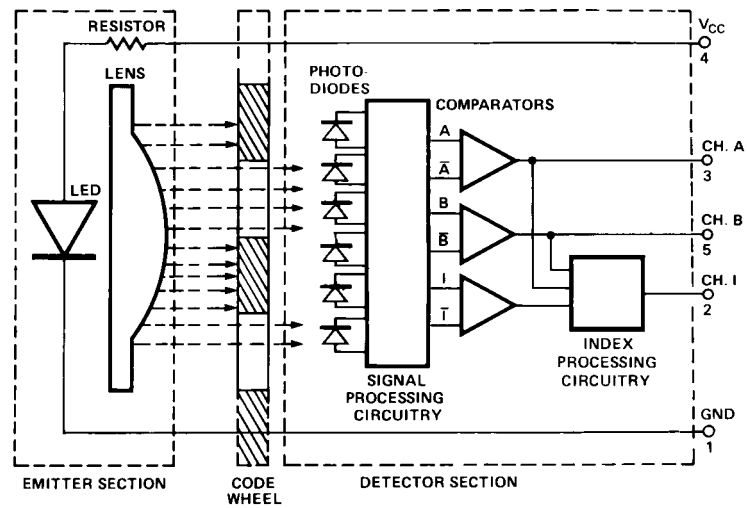 RESISTOR
LENS
LED
EMITTER SECTION
CODE
WHEEL
PHOTO-
DIODES
COMPARATORS
A
A̅
B
B̅
I
I̅
SIGNAL
PROCESSING
CIRCUITRY
INDEX
PROCESSING
CIRCUITRY
DETECTOR SECTION
VCC
4
CH. A
3
CH. B
5
CH. I
2
GND
1